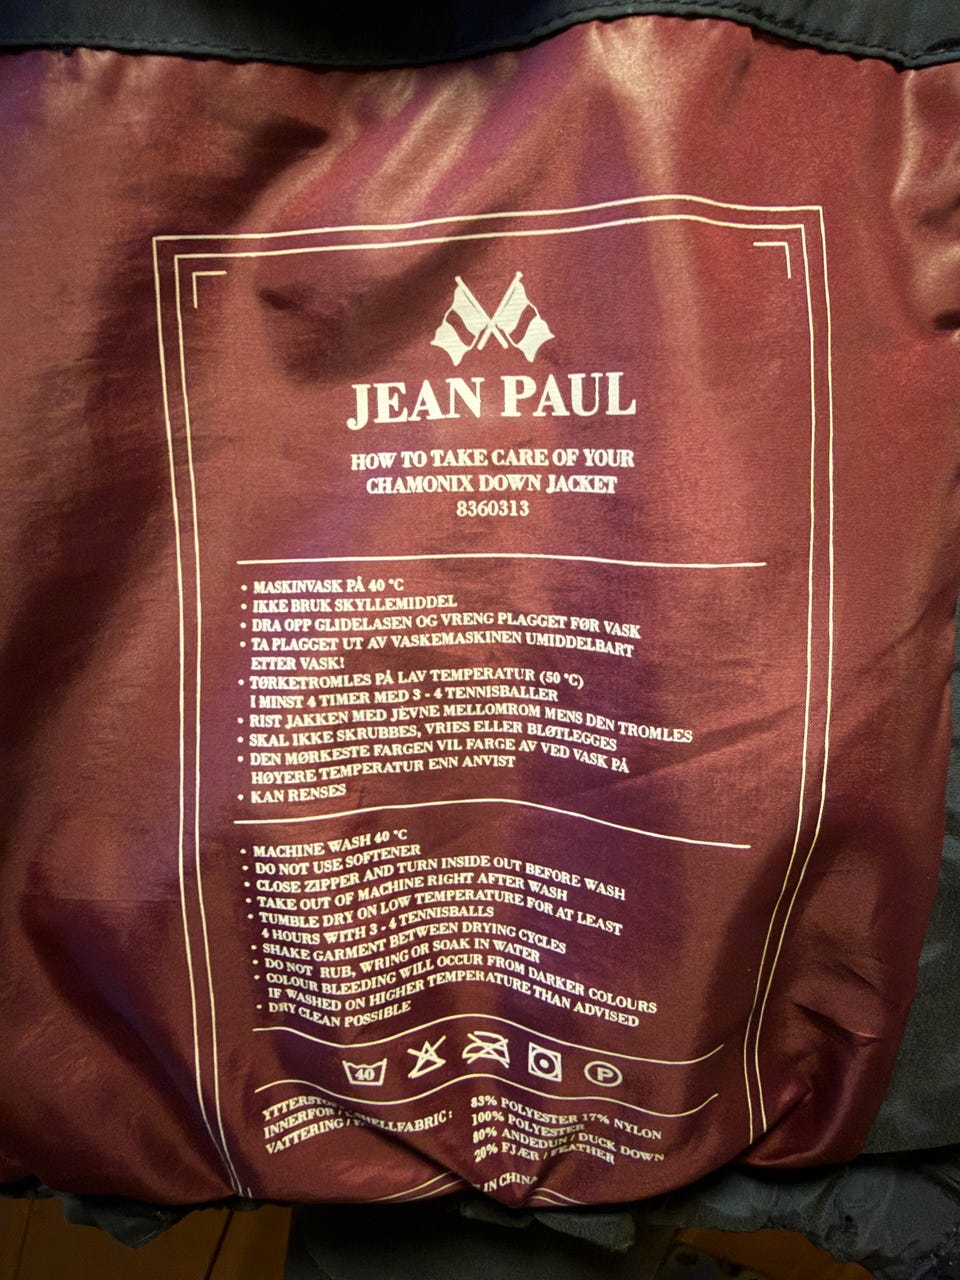 JEAN PAUL
HOW TO TAKE CARE OF YOUR
CHAMONIX DOWN JACKET
8360313
• MASKINVASK PÅ 40 °C
• IKKE BRUK SKYLLEMIDDEL
• DRA OPP GLIDELASEN OG VRENG PLAGGET FØR VASK
• TA PLAGGET UT AV VASKEMASKINEN UMIDDELBART
ETTER VASK!
• TØRKETROMLES PÅ LAV TEMPERATUR (50 °C)
I MINST 4 TIMER MED 3 - 4 TENNISBALLER
• RIST JAKKEN MED JÈVNE MELLOMROM MENS DEN TROMLES
• SKAL IKKE SKRUBBES, VRIES ELLER BLØTLEGGES
• DEN MØRKESTE FARGEN VIL FARGE AV VED VASK PÅ
HØYERE TEMPERATUR ENN ANVIST
• KAN RENSES
• MACHINE WASH 40 °C
• DO NOT USE SOFTENER
• CLOSE ZIPPER AND TURN INSIDE OUT BEFORE WASH
• TAKE OUT OF MACHINE RIGHT AFTER WASH
• TUMBLE DRY ON LOW TEMPERATURE FOR AT LEAST
4 HOURS WITH 3 - 4 TENNISBALLS
• SHAKE GARMENT BETWEEN DRYING CYCLES
• DO NOT RUB, WRING OR SOAK IN WATER
• COLOUR BLEEDING WILL OCCUR FROM DARKER COLOURS
IF WASHED ON HIGHER TEMPERATURE THAN ADVISED
• DRY CLEAN POSSIBLE
40 P
83% POLYESTER 17% NYLON
INNERFOR / 100% POLYESTER
VATTERING / 80% ANDEDUN / DUCK DOWN
20% FJÆR / FEATHER
IN CHINA